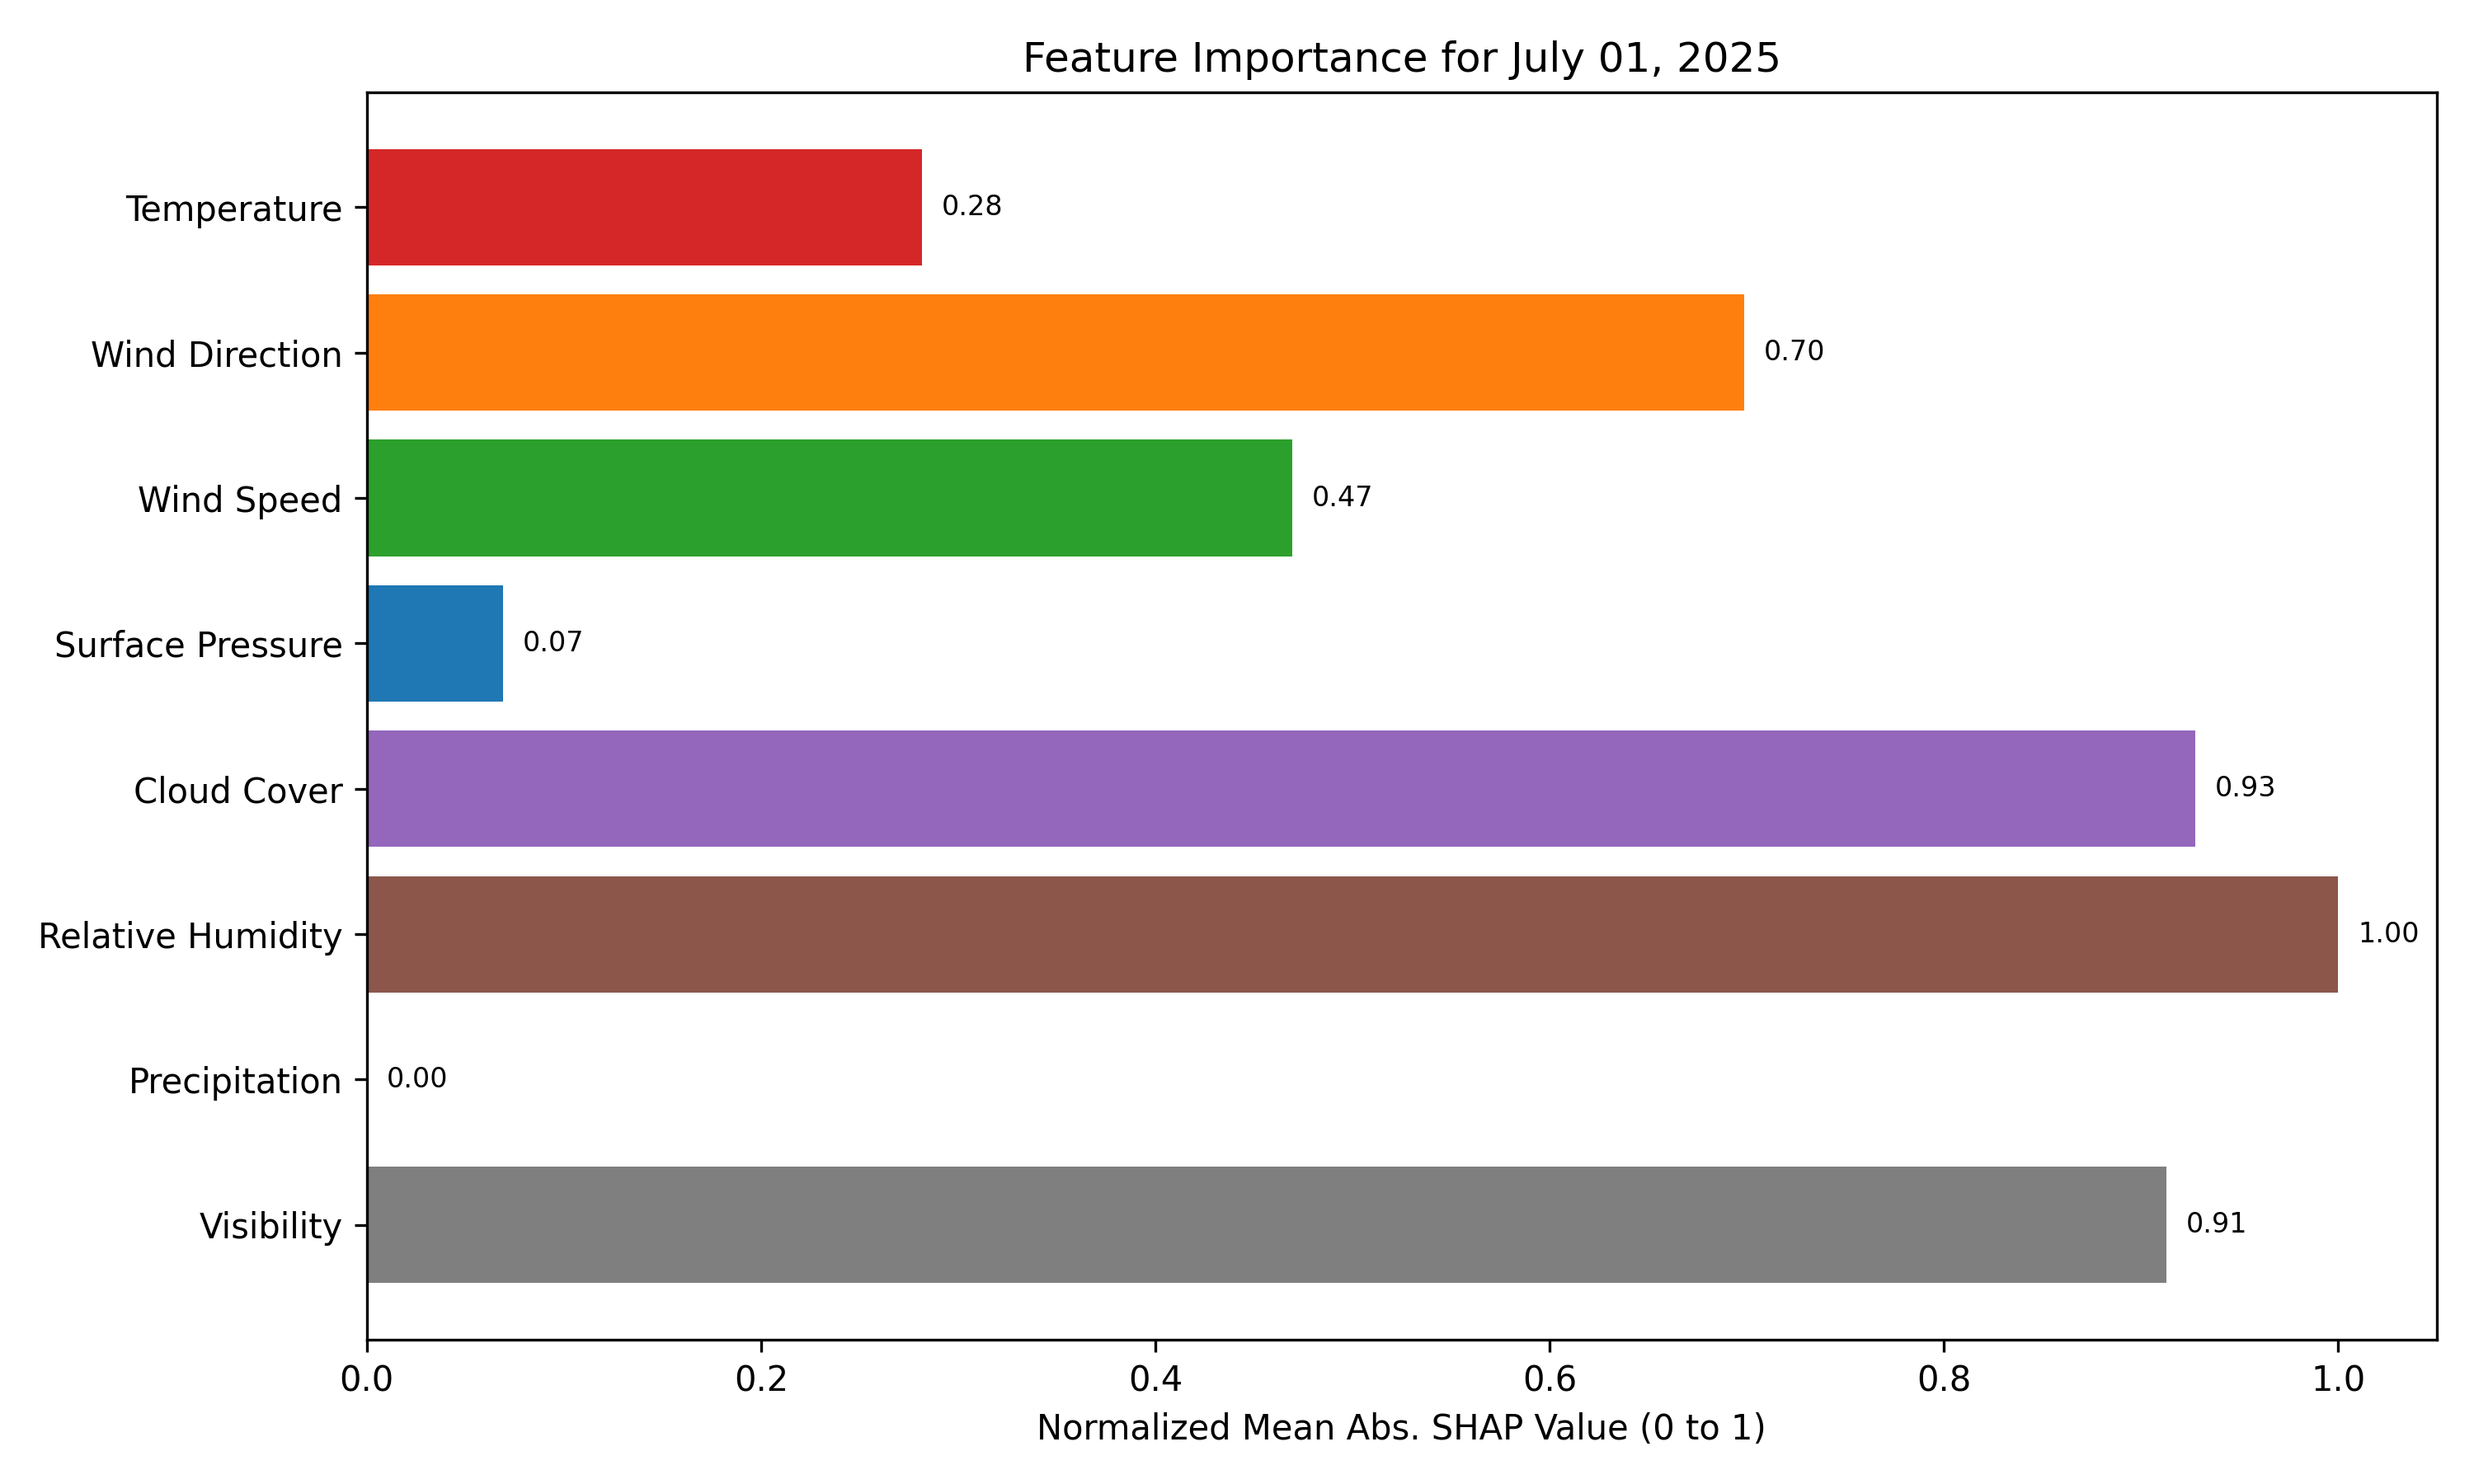 Feature Importance for July 01, 2025
Temperature
0.28
Wind Direction
0.70
Wind Speed
0.47
Surface Pressure
0.07
Cloud Cover
0.93
Relative Humidity
1.00
Precipitation
0.00
Visibility
0.91
0.0 0.2 0.4 0.6 0.8 1.0
Normalized Mean Abs. SHAP Value (0 to 1)